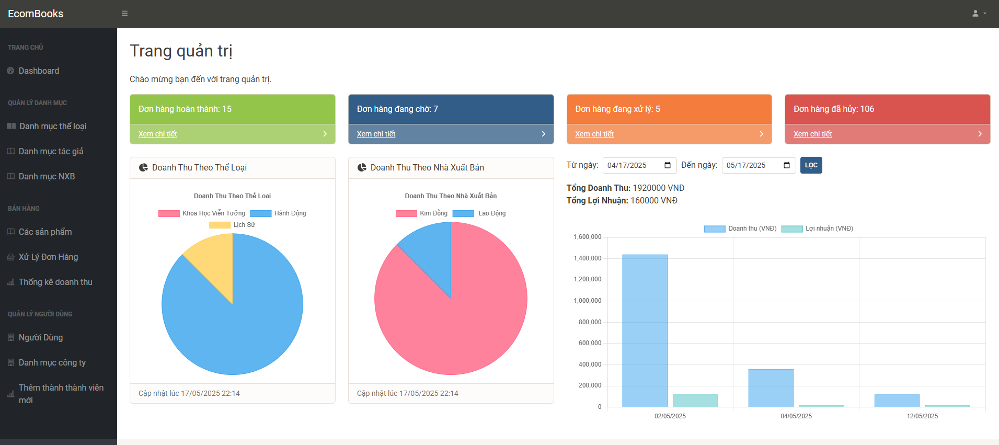 EcomBooks
TRANG CHỦ
Dashboard
QUẢN LÝ DANH MỤC
Danh mục thể loại
Danh mục tác giả
Danh mục NXB
BÁN HÀNG
Các sản phẩm
Xử Lý Đơn Hàng
Thống kê doanh thu
QUẢN LÝ NGƯỜI DÙNG
Người Dùng
Danh mục công ty
Thêm thành thành viên
mới
Trang quản trị
Chào mừng bạn đến với trang quản trị.
Đơn hàng hoàn thành: 15
Xem chi tiết
Đơn hàng đang chờ: 7
Xem chi tiết
Đơn hàng đang xử lý: 5
Xem chi tiết
Đơn hàng đã hủy: 106
Xem chi tiết
Doanh Thu Theo Thể Loại
Doanh Thu Theo Thể Loại
Khoa Học Viễn Tưởng Hành Động
Lịch Sử
Cập nhật lúc 17/05/2025 22:14
Doanh Thu Theo Nhà Xuất Bản
Doanh Thu Theo Nhà Xuất Bản
Kim Đồng Lao Động
Cập nhật lúc 17/05/2025 22:14
Từ ngày: 04/17/2025 Đến ngày: 05/17/2025 LỌC
Tổng Doanh Thu: 1920000 VNĐ
Tổng Lợi Nhuận: 160000 VNĐ
Doanh thu (VNĐ) Lợi nhuận (VNĐ)
1,600,000
1,400,000
1,200,000
1,000,000
800,000
600,000
400,000
200,000
0
02/05/2025 04/05/2025 12/05/2025